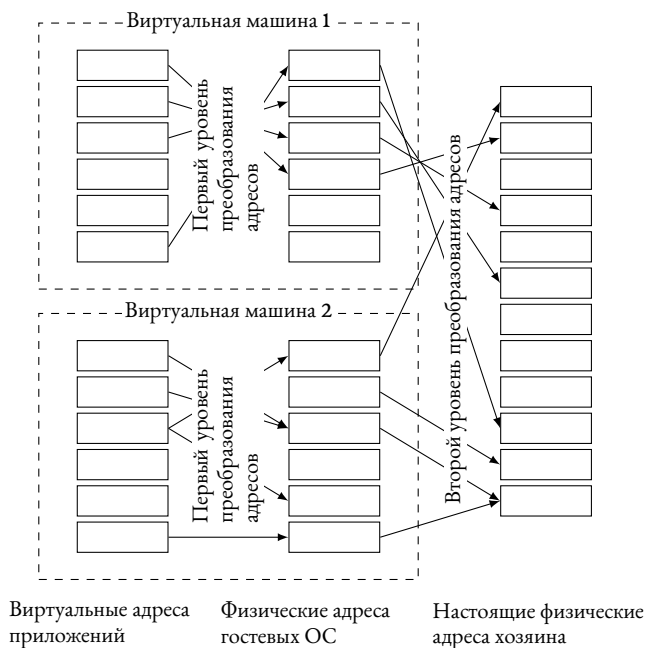 Виртуальная машина 1
Первый уровень
преобразования
адресов
Второй уровень преобразования адресов
Виртуальная машина 2
Первый уровень
преобразования
адресов
Виртуальные адреса
приложений
Физические адреса
гостевых ОС
Настоящие физические
адреса хозяина